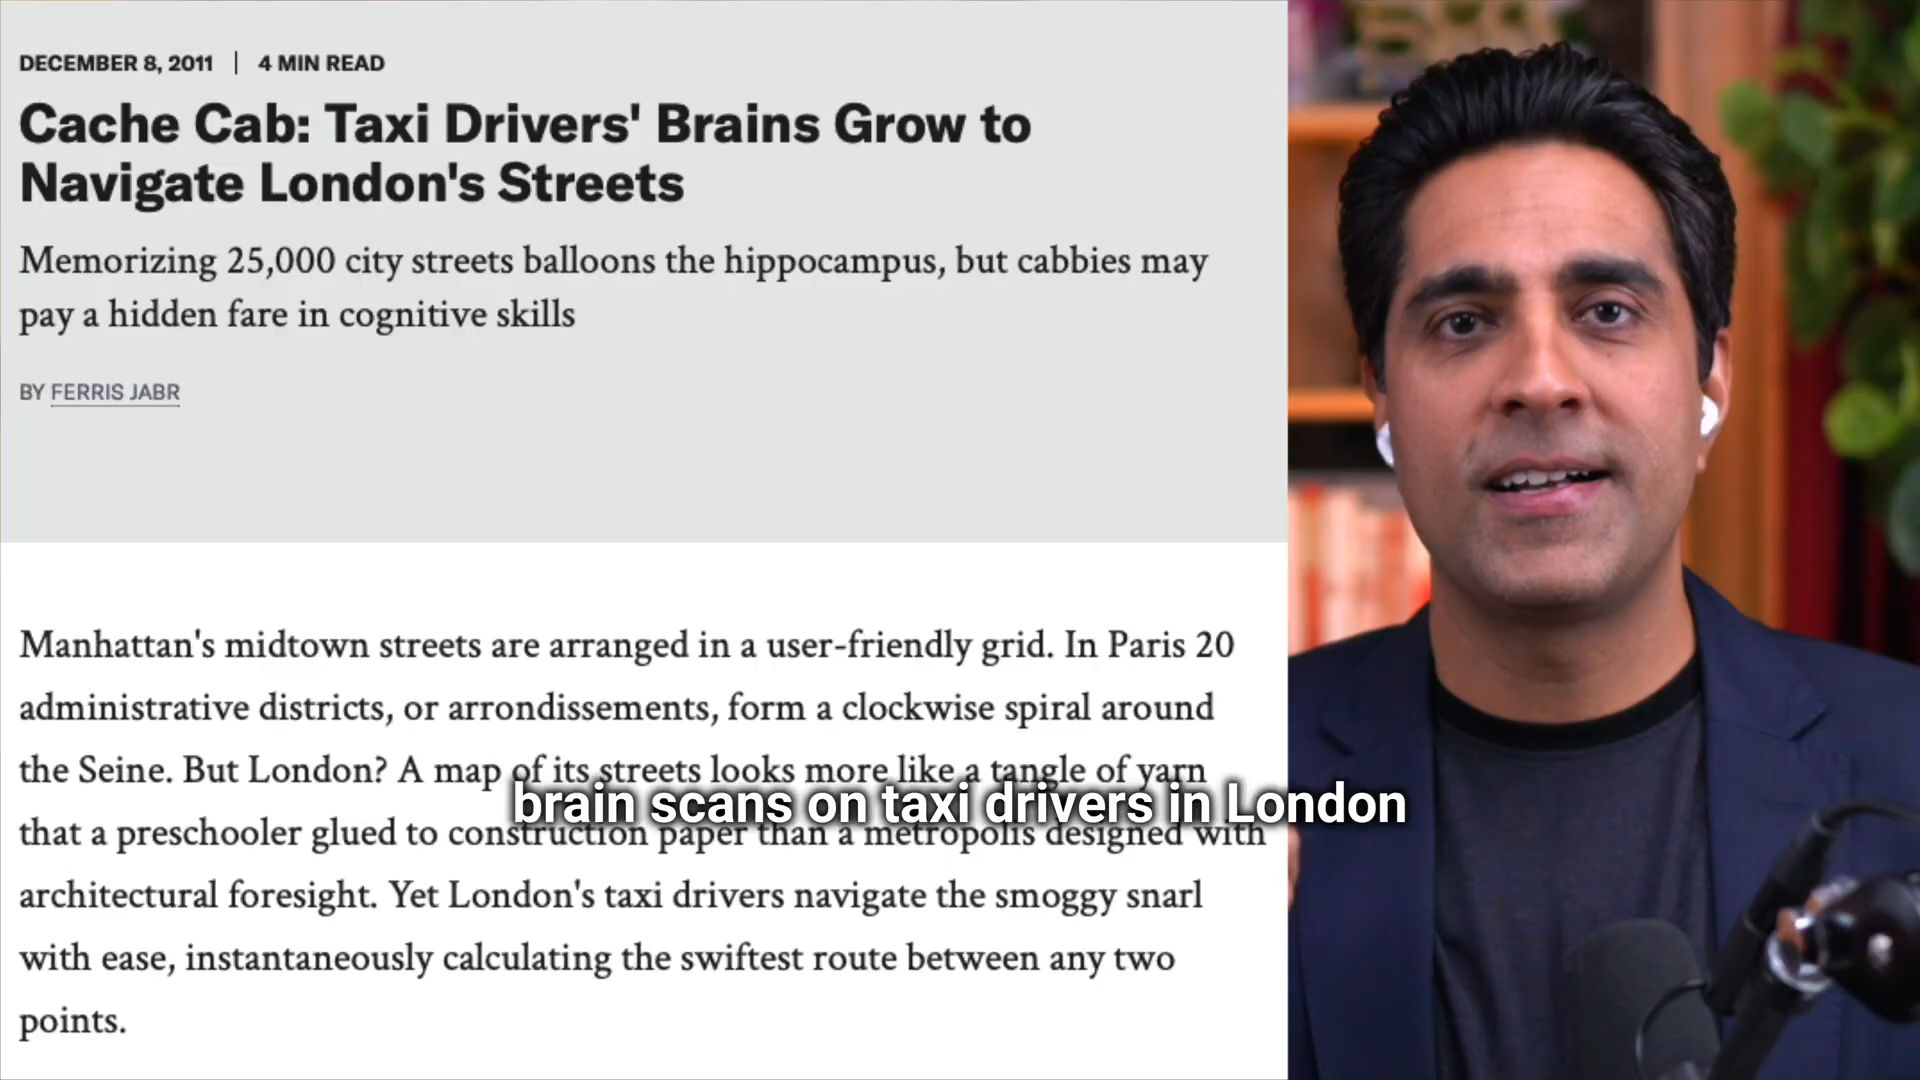 DECEMBER 8, 2011 | 4 MIN READ
Cache Cab: Taxi Drivers' Brains Grow to
Navigate London's Streets
Memorizing 25,000 city streets balloons the hippocampus, but cabbies may
pay a hidden fare in cognitive skills
BY FERRIS JABR
Manhattan's midtown streets are arranged in a user-friendly grid. In Paris 20
administrative districts, or arrondissements, form a clockwise spiral around
the Seine. But London? A map of its streets looks more like a tangle of yarn
brain scans on taxi drivers in London
that a preschooler glued to construction paper than a metropolis designed with
architectural foresight. Yet London's taxi drivers navigate the smoggy snarl
with ease, instantaneously calculating the swiftest route between any two
points.